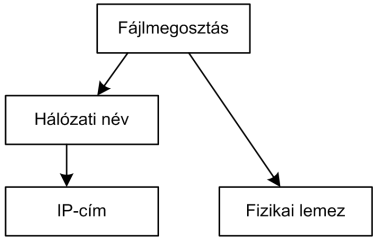 Fájlmegosztás
Hálózati név
IP-cím
Fizikai lemez